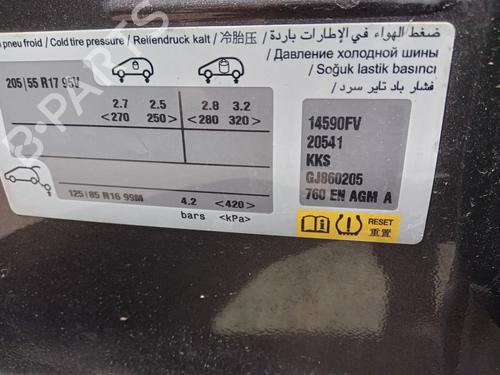 ضغط الهواء في الإطارات باردة
pneu froid / Cold tire pressure / Reifendruck kalt / 冷胎压 /
/ Давление холодной шины
/ Soğuk lastik basıncı
فشار باد تایر سرد /
205 / 55 R17 95V
2.7 2.5 2.8 3.2
<270 250> <280 320>
125 / 85 R16 99M
4.2 <420>
bars <kPa>
14590FV
20541
KKS
GJ860205
760 EN AGM A
RESET
重置
B-PARTS